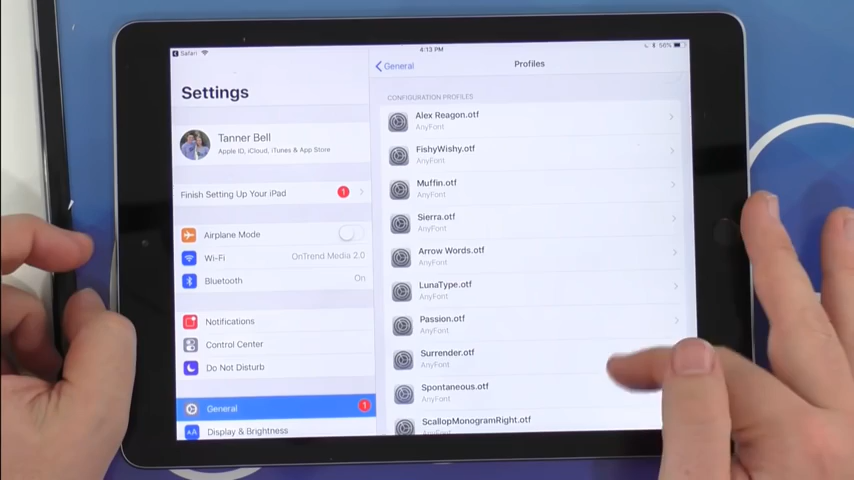 Safari
4:13 PM
56%
Settings
General
Profiles
Tanner Bell
Apple ID, iCloud, iTunes & App Store
Finish Setting Up Your iPad
1
Airplane Mode
Wi-Fi
OnTrend Media 2.0
Bluetooth
On
Notifications
Control Center
Do Not Disturb
General
1
AA
Display & Brightness
CONFIGURATION PROFILES
Alex Reagon.otf
AnyFont
FishyWishy.otf
AnyFont
Muffin.otf
AnyFont
Sierra.otf
AnyFont
Arrow Words.otf
AnyFont
LunaType.otf
AnyFont
Passion.otf
AnyFont
Surrender.otf
AnyFont
Spontaneous.otf
AnyFont
ScallopMonogramRight.otf